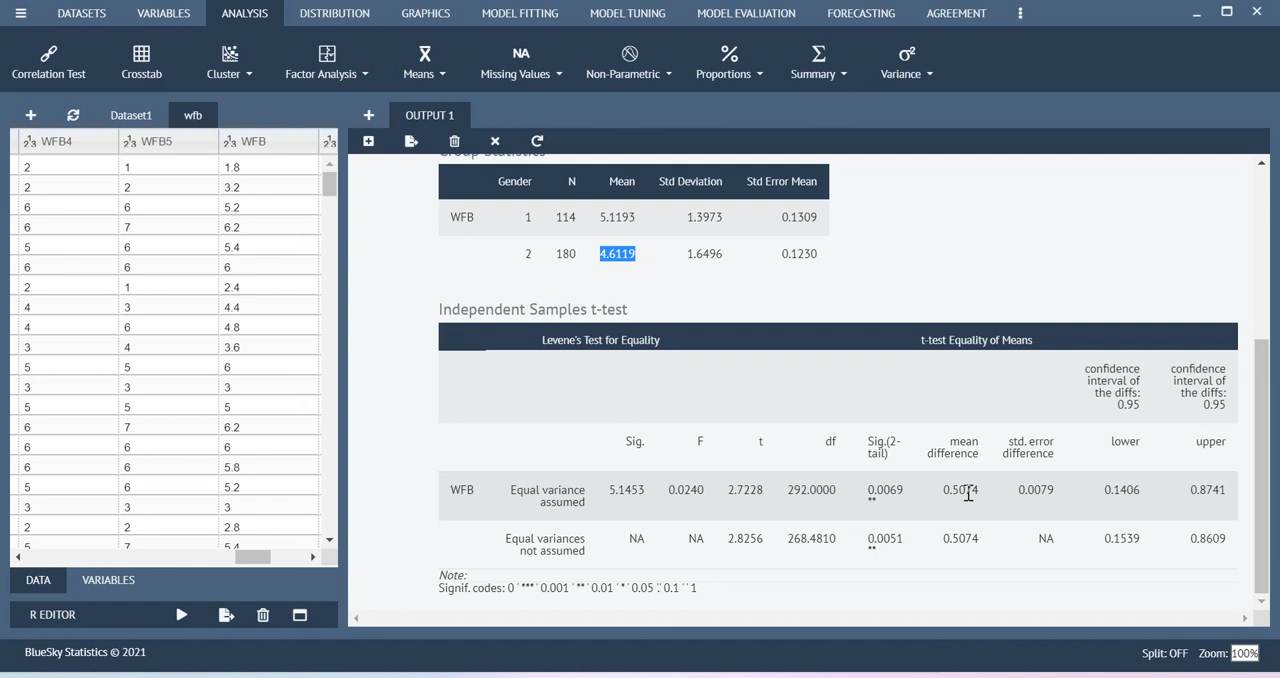 DATASETS VARIABLES ANALYSIS DISTRIBUTION GRAPHICS MODEL FITTING MODEL TUNING MODEL EVALUATION FORECASTING AGREEMENT
Correlation Test Crosstab Cluster Factor Analysis Means Missing Values Non-Parametric Proportions Summary Variance
NA
Dataset1 wfb
WFB4 WFB5 WFB
2 1 1.8
2 2 3.2
6 6 5.2
6 7 6.2
5 6 5.4
6 6 6
2 1 2.4
4 3 4.4
4 6 4.8
3 4 3.6
5 5 6
3 3 3
5 5 5
6 7 6.2
6 6 6
6 6 5.8
5 6 5.2
3 3 3
2 2 2.8
5 7 5.4
DATA VARIABLES
R EDITOR
OUTPUT 1
Group Statistics
Gender N Mean Std Deviation Std Error Mean
WFB 1 114 5.1193 1.3973 0.1309
2 180 4.6119 1.6496 0.1230
Independent Samples t-test
Levene's Test for Equality t-test Equality of Means
confidence interval of the diffs: 0.95 confidence interval of the diffs: 0.95
Sig. F t df Sig.(2-tail) mean difference std. error difference lower upper
WFB Equal variance assumed 5.1453 0.0240 2.7228 292.0000 0.0069 ** 0.5074 0.0079 0.1406 0.8741
Equal variances not assumed NA NA 2.8256 268.4810 0.0051 ** 0.5074 NA 0.1539 0.8609
Note:
Signif. codes: 0 ' *** ' 0.001 ' ** ' 0.01 ' * ' 0.05 '.' 0.1 ' ' 1
BlueSky Statistics © 2021 Split: OFF Zoom: 100%